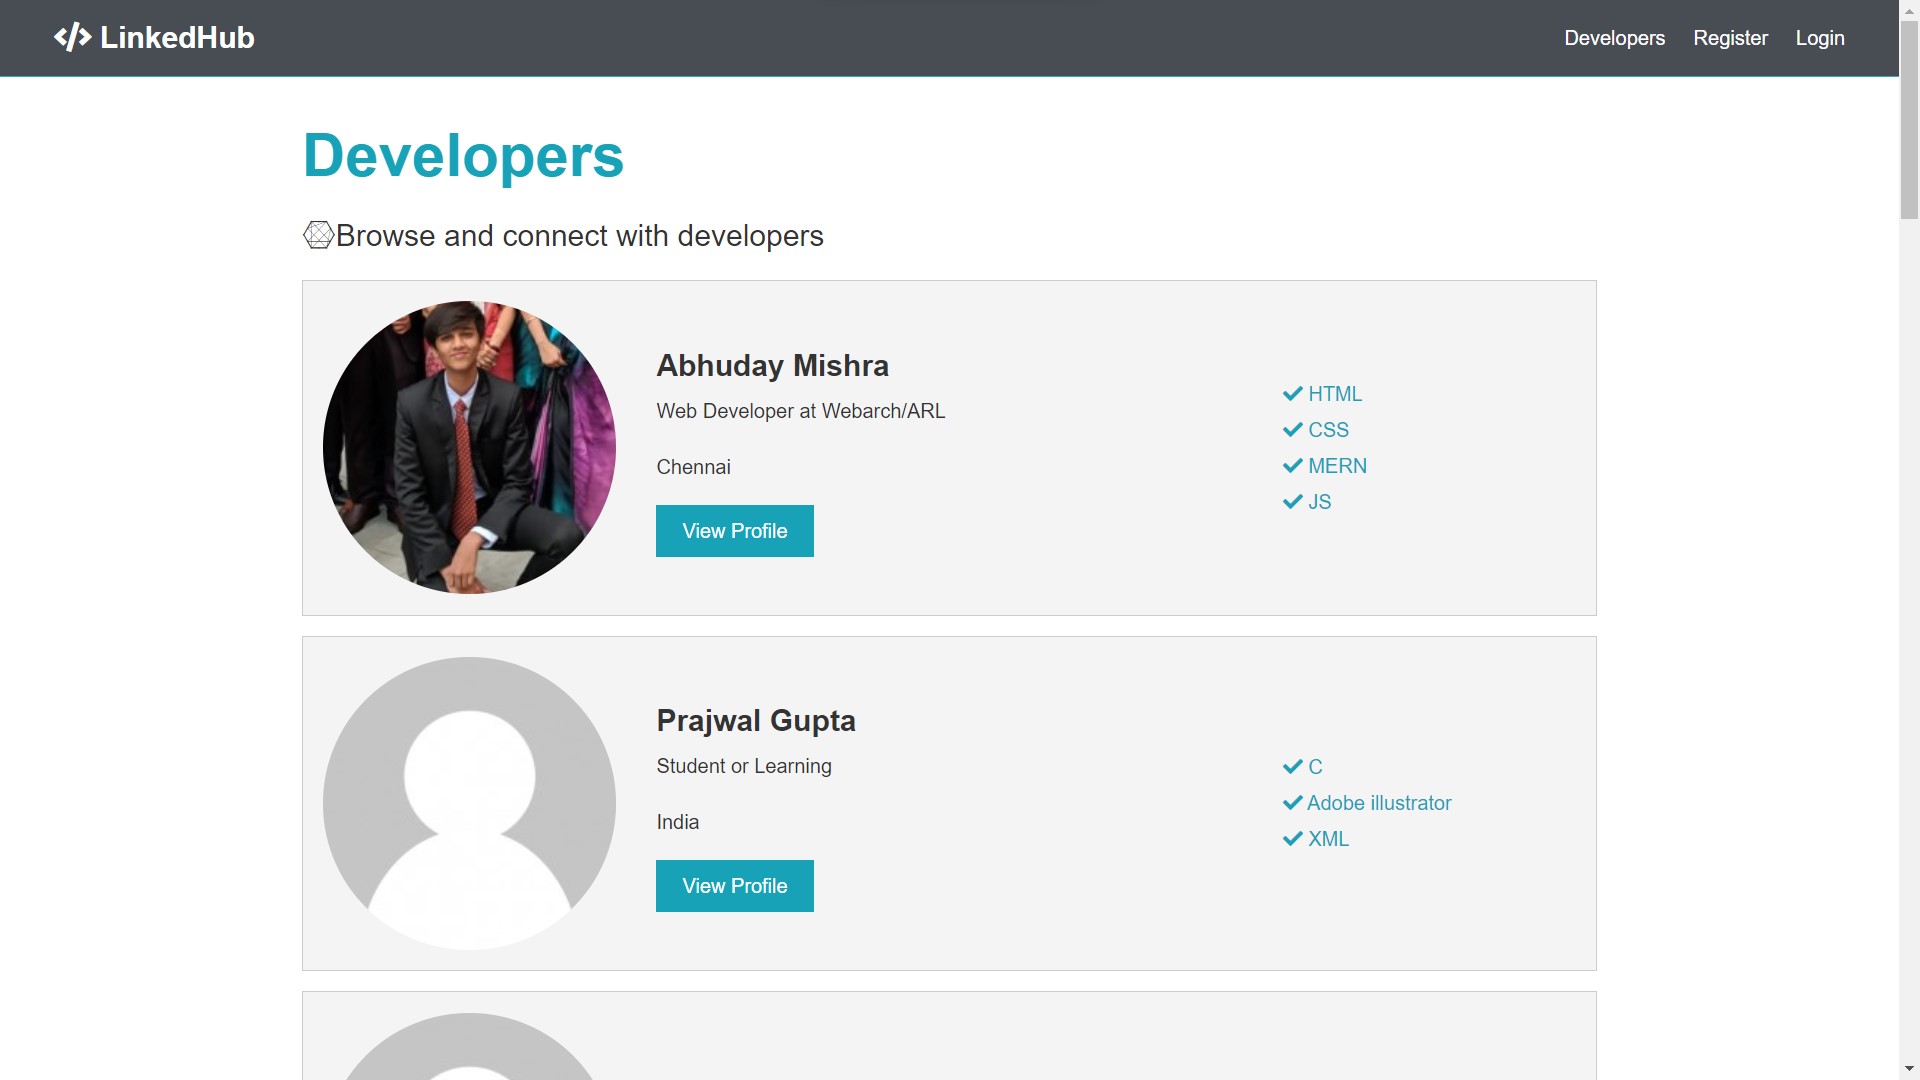 LinkedHub
Developers
Register
Login
Developers
Browse and connect with developers
Abhuday Mishra
Web Developer at Webarch/ARL
Chennai
View Profile
HTML
CSS
MERN
JS
Prajwal Gupta
Student or Learning
India
View Profile
C
Adobe illustrator
XML